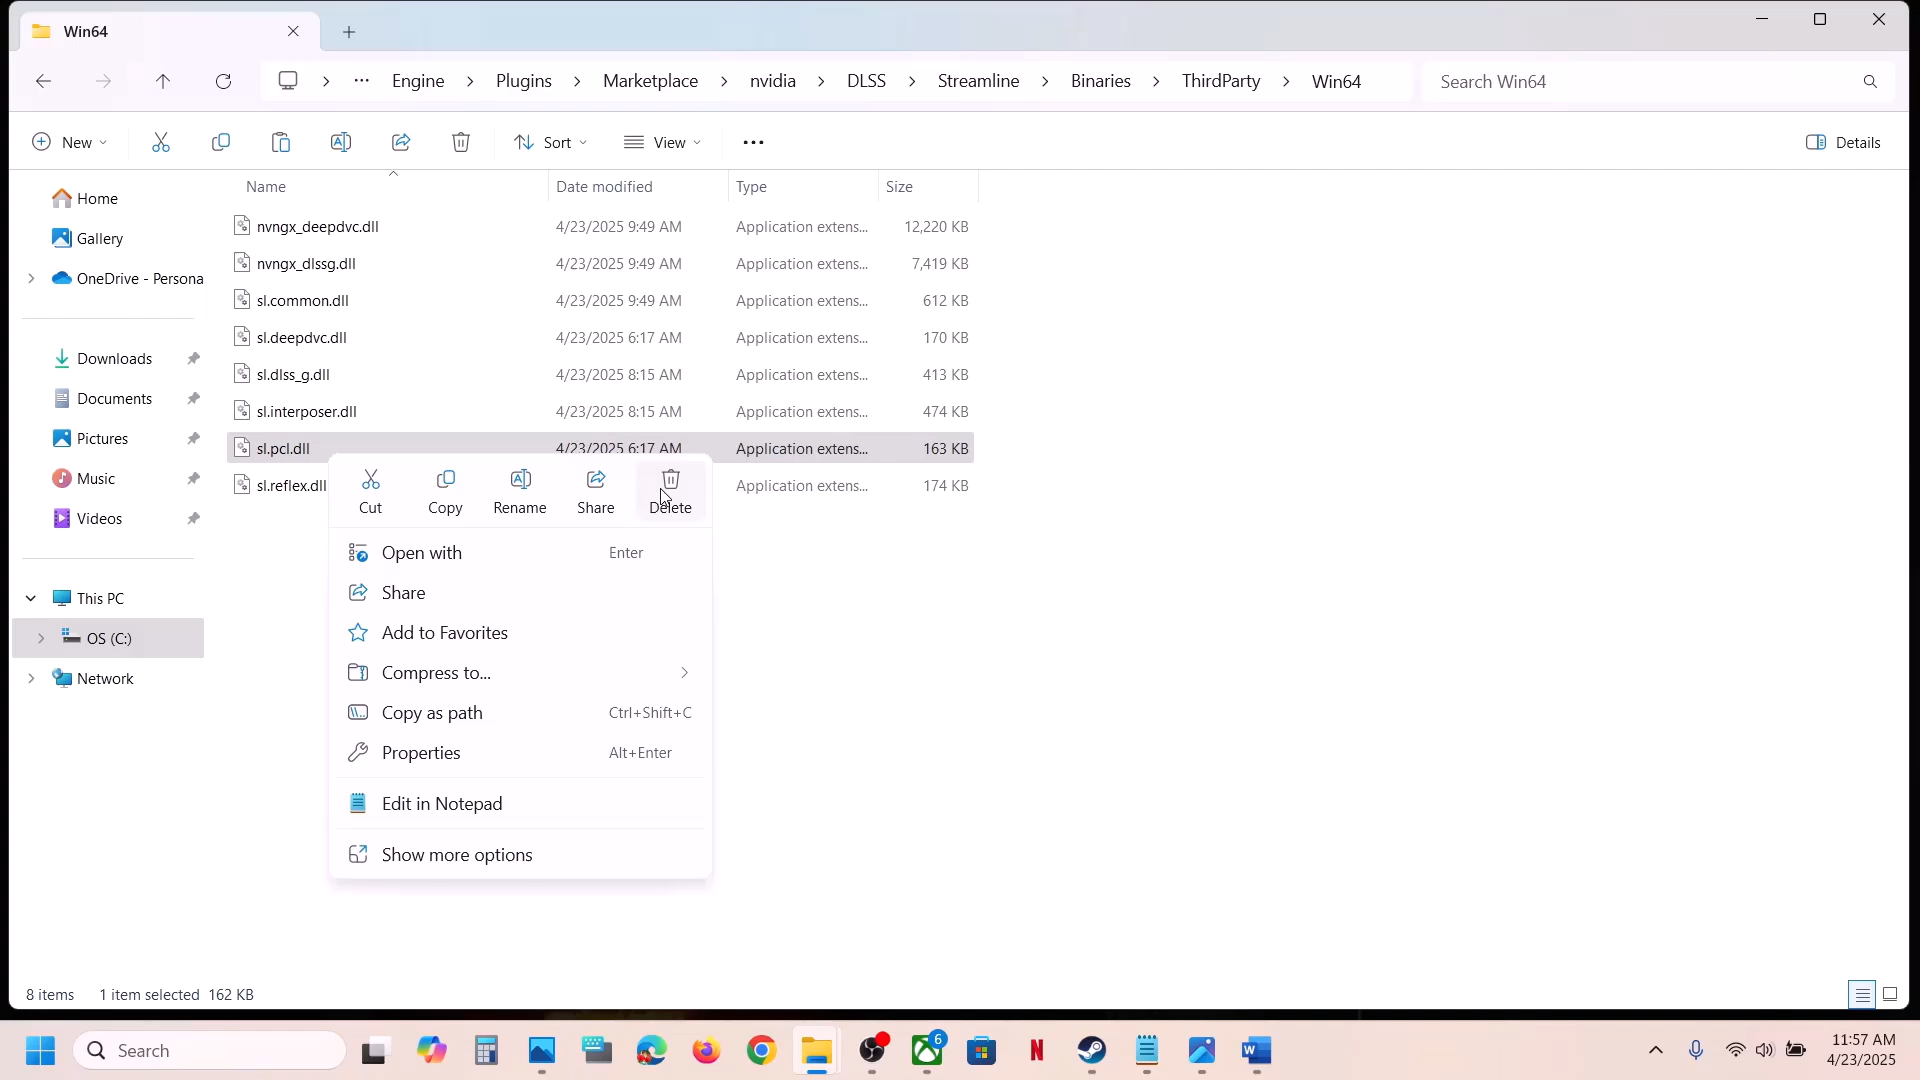 Win64
Engine > Plugins > Marketplace > nvidia > DLSS > Streamline > Binaries > ThirdParty > Win64
Search Win64
New
Sort
View
Details
Name Date modified Type Size
nvngx_deepdvc.dll 4/23/2025 9:49 AM Application extens... 12,220 KB
nvngx_dlssg.dll 4/23/2025 9:49 AM Application extens... 7,419 KB
sl.common.dll 4/23/2025 9:49 AM Application extens... 612 KB
sl.deepdvc.dll 4/23/2025 6:17 AM Application extens... 170 KB
sl.dlss_g.dll 4/23/2025 8:15 AM Application extens... 413 KB
sl.interposer.dll 4/23/2025 8:15 AM Application extens... 474 KB
sl.pcl.dll 4/23/2025 6:17 AM Application extens... 163 KB
sl.reflex.dll Application extens... 174 KB
Home
Gallery
OneDrive - Persona
Downloads
Documents
Pictures
Music
Videos
This PC
OS (C:)
Network
Cut Copy Rename Share Delete
Open with Enter
Share
Add to Favorites
Compress to...
Copy as path Ctrl+Shift+C
Properties Alt+Enter
Edit in Notepad
Show more options
8 items 1 item selected 162 KB
Search
6
11:57 AM
4/23/2025